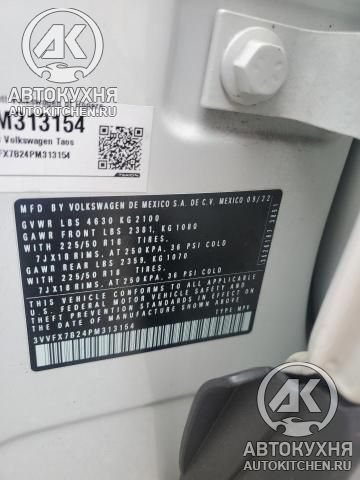 АК
АВТОКУХНЯ
AUTOKITCHEN.RU
PM313154
Volkswagen Taos
VFX7B24PM313154
MFD BY VOLKSWAGEN DE MEXICO S.A. DE C.V. MEXICO 09/22
GVWR LBS 4630 KG 2100
GAWR FRONT LBS 2381, KG 1080
WITH 225/50 R18 TIRES,
7JX18 RIMS, AT 250 KPA, 36 PSI COLD
GAWR REAR LBS 2359, KG 1070
WITH 225/50 R18 TIRES,
7JX18 RIMS, AT 250 KPA, 36 PSI COLD
THIS VEHICLE CONFORMS TO ALL APPLICABLE
U.S. FEDERAL MOTOR VEHICLE SAFETY AND
THEFT PREVENTION STANDARDS IN EFFECT
ON THE DATE OF MANUFACTURE SHOWN ABOVE.
3VVFX7B24PM313154 TYPE: MPV
АК
АВТОКУХНЯ
AUTOKITCHEN.RU